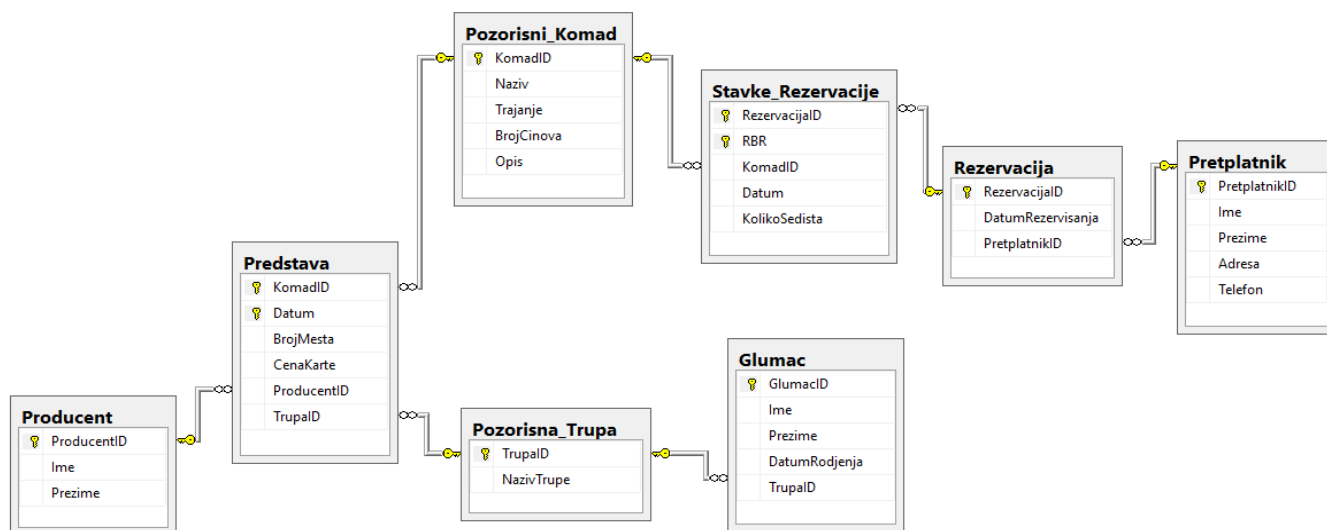 Pozorisni_Komad
KomadID
Naziv
Trajanje
BrojCinova
Opis
Stavke_Rezervacije
RezervacijaID
RBR
KomadID
Datum
KolikoSedista
Rezervacija
RezervacijaID
DatumRezervisanja
PretplatnikID
Pretplatnik
PretplatnikID
Ime
Prezime
Adresa
Telefon
Predstava
KomadID
Datum
BrojMesta
CenaKarte
ProducentID
TrupaID
Producent
ProducentID
Ime
Prezime
Pozorisna_Trupa
TrupaID
NazivTrupe
Glumac
GlumacID
Ime
Prezime
DatumRodjenja
TrupaID